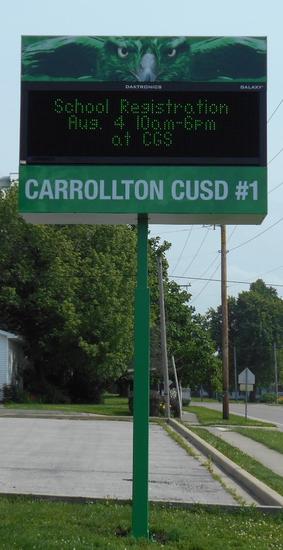 DAKTRONICS GALAXY
School Registration
Aug. 4 10am-6pm
at CGS
CARROLLTON CUSD #1